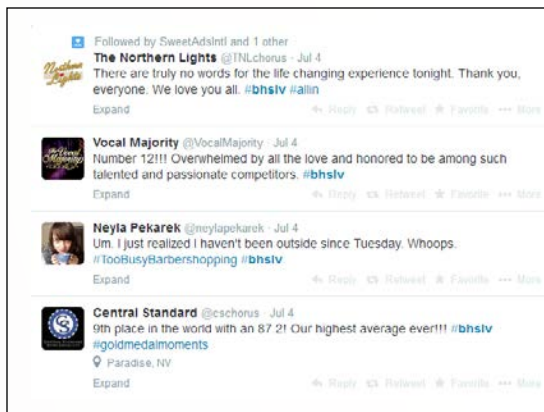 Followed by SweetAdsIntl and 1 other
The Northern Lights @TNLchorus · Jul 4
There are truly no words for the life changing experience tonight. Thank you,
everyone. We love you all. #bhslv #allin
Expand Reply Retweet Favorite More
Northern
Lights
Vocal Majority @VocalMajority · Jul 4
Number 12!!! Overwhelmed by all the love and honored to be among such
talented and passionate competitors. #bhslv
Expand Reply Retweet Favorite More
The Vocal
Majority
Neyla Pekarek @neylapekarek · Jul 4
Um. I just realized I haven't been outside since Tuesday. Whoops.
#TooBusyBarbershopping #bhslv
Expand Reply Retweet Favorite More
Central Standard @cschorus · Jul 4
9th place in the world with an 87.2! Our highest average ever!!! #bhslv
#goldmedalmoments
Paradise, NV
Expand Reply Retweet Favorite More